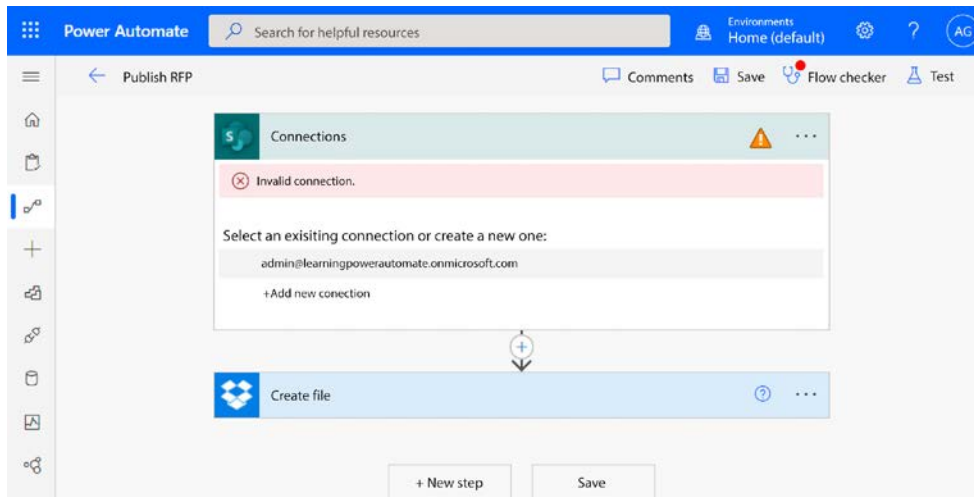 Power Automate
Search for helpful resources
Environments
Home (default)
?
AG
Publish RFP
Comments
Save
Flow checker
Test
S
Connections
Invalid connection.
Select an exisiting connection or create a new one:
admin@learningpowerautomate.onmicrosoft.com
+Add new conection
Create file
?
+ New step
Save